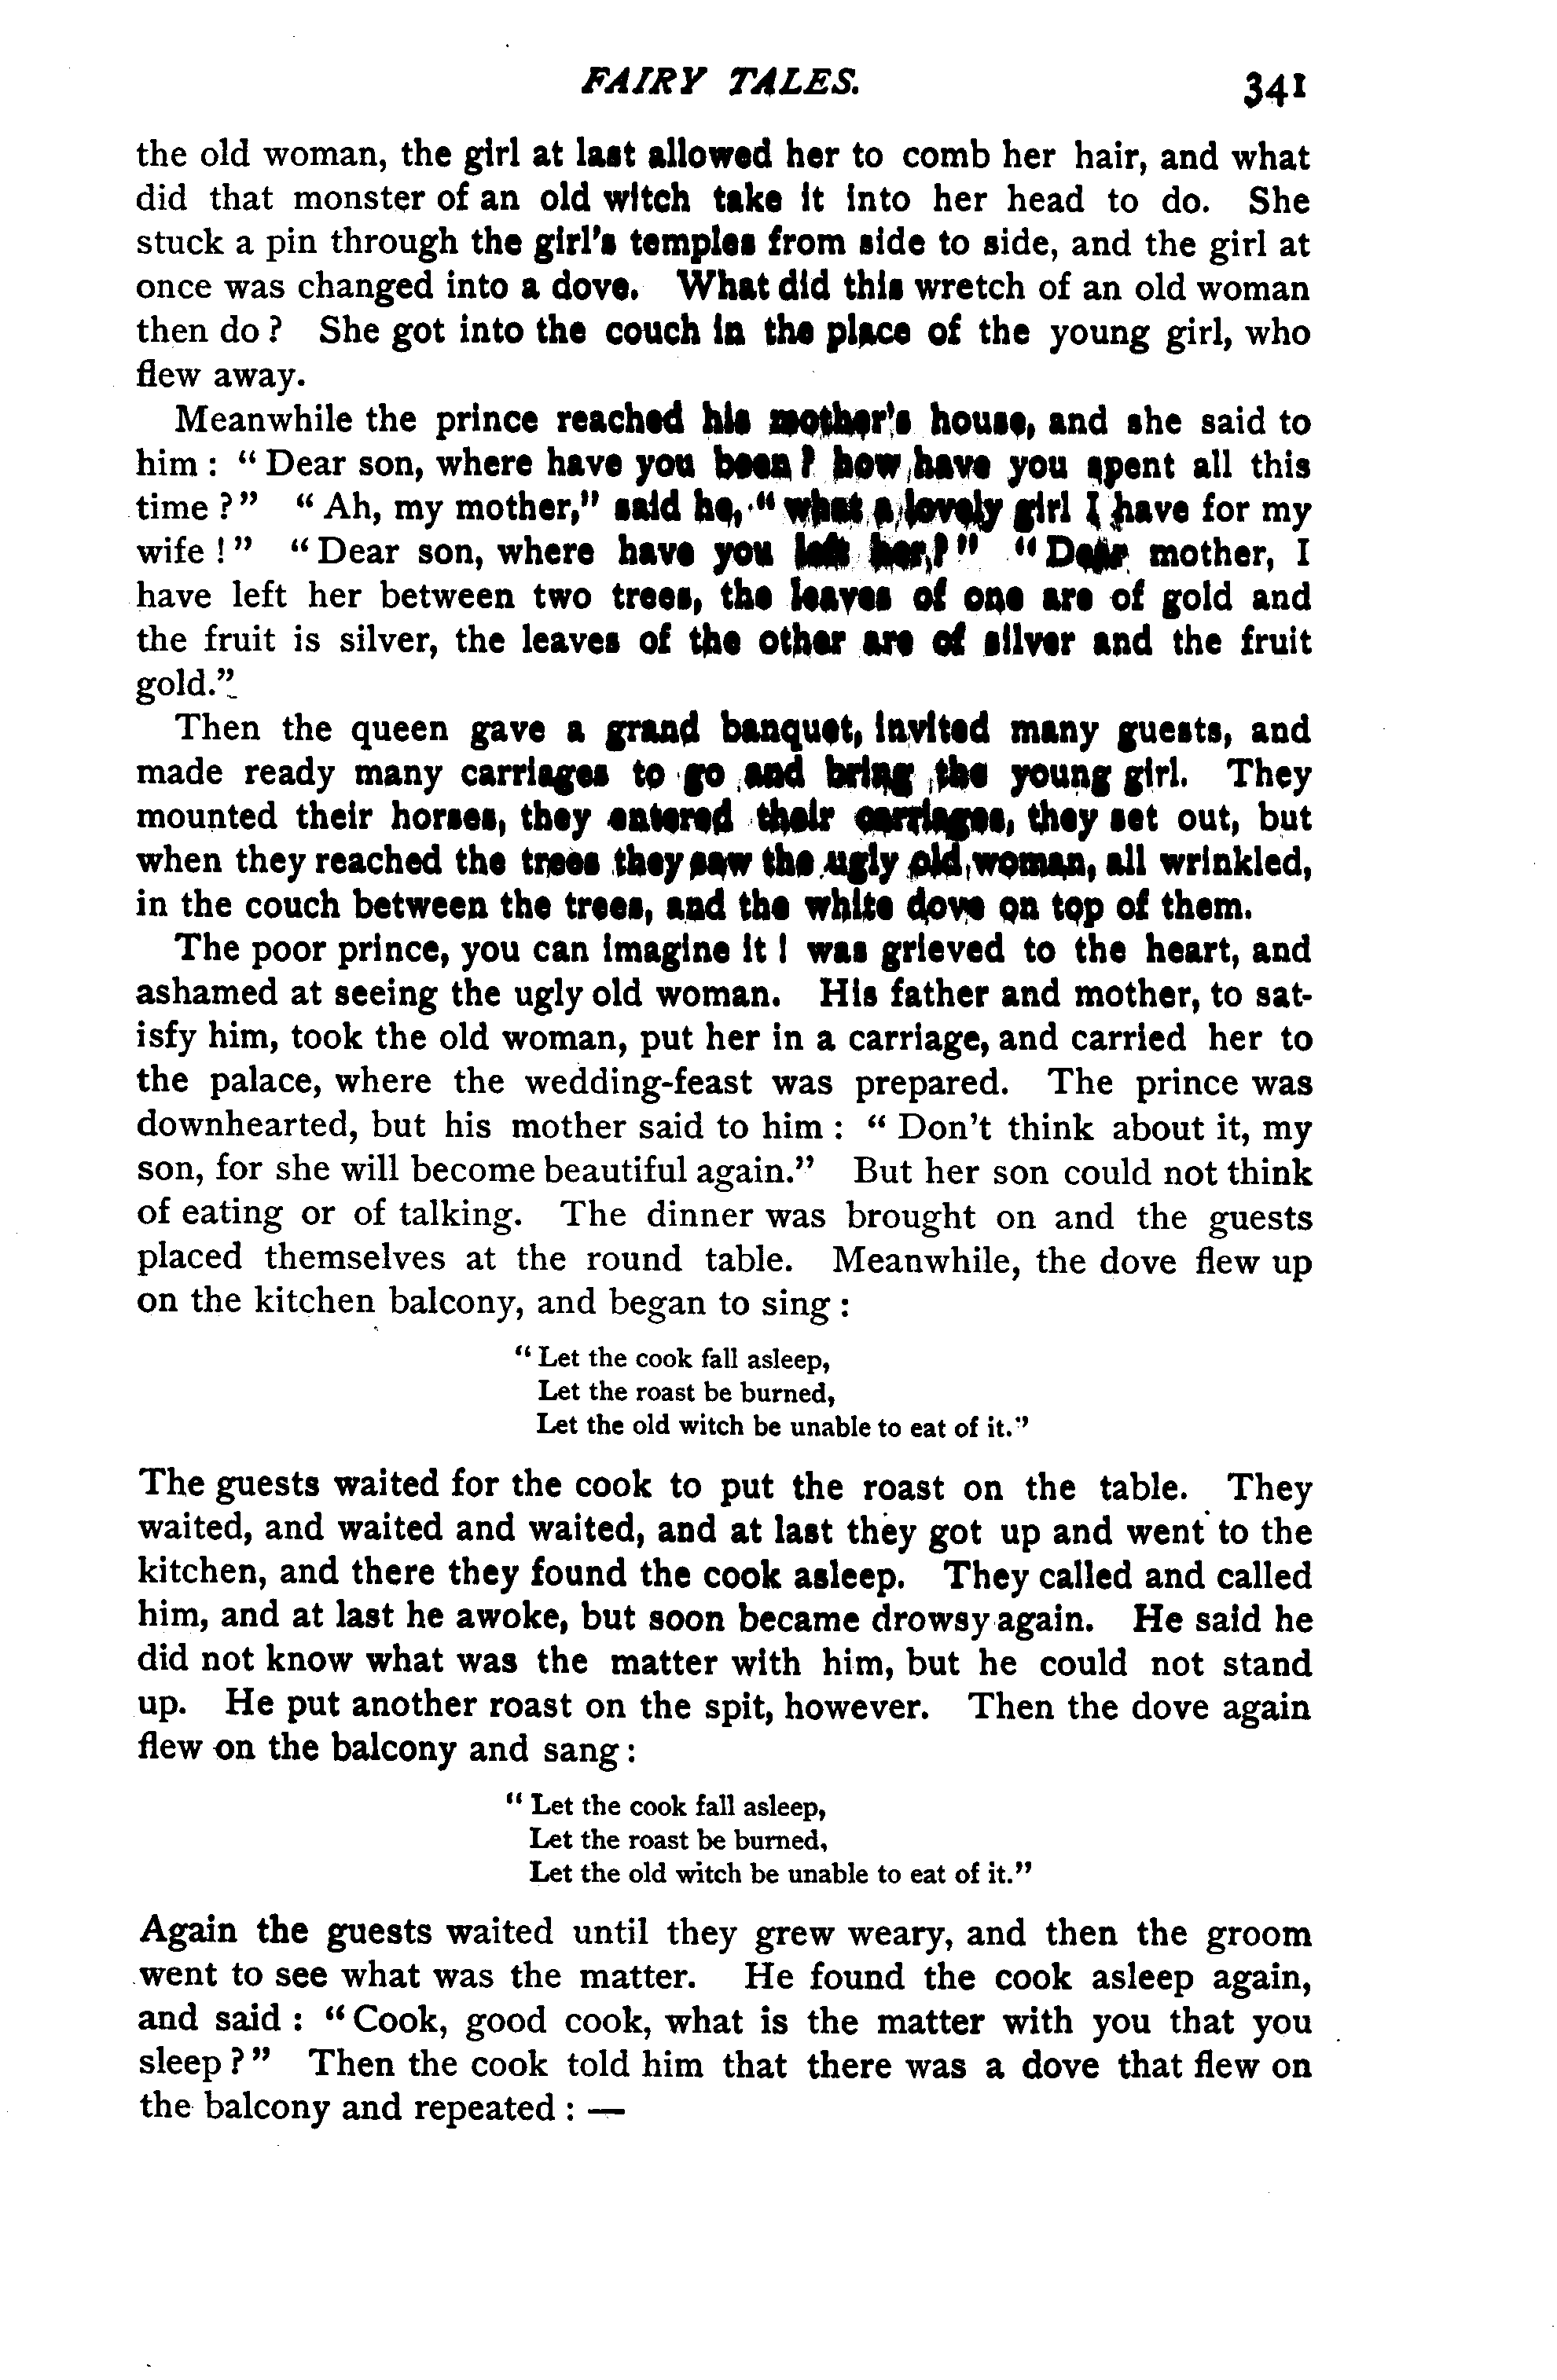 FAIRY TALES. 341
the old woman, the girl at last allowed her to comb her hair, and what
did that monster of an old witch take it into her head to do. She
stuck a pin through the girl's temples from side to side, and the girl at
once was changed into a dove. What did this wretch of an old woman
then do ? She got into the couch in the place of the young girl, who
flew away.
Meanwhile the prince reached his mother's house, and she said to
him : " Dear son, where have you been ? how have you spent all this
time ?" " Ah, my mother," said he, " what a lovely girl I have for my
wife !" " Dear son, where have you left her ?" " Dear mother, I
have left her between two trees, the leaves of one are of gold and
the fruit is silver, the leaves of the other are of silver and the fruit
gold."
Then the queen gave a grand banquet, invited many guests, and
made ready many carriages to go and bring the young girl. They
mounted their horses, they entered their carriages, they set out, but
when they reached the trees they saw the ugly old woman, all wrinkled,
in the couch between the trees, and the white dove on top of them.
The poor prince, you can imagine it ! was grieved to the heart, and
ashamed at seeing the ugly old woman. His father and mother, to sat-
isfy him, took the old woman, put her in a carriage, and carried her to
the palace, where the wedding-feast was prepared. The prince was
downhearted, but his mother said to him : " Don't think about it, my
son, for she will become beautiful again." But her son could not think
of eating or of talking. The dinner was brought on and the guests
placed themselves at the round table. Meanwhile, the dove flew up
on the kitchen balcony, and began to sing :
" Let the cook fall asleep,
Let the roast be burned,
Let the old witch be unable to eat of it."
The guests waited for the cook to put the roast on the table. They
waited, and waited and waited, and at last they got up and went to the
kitchen, and there they found the cook asleep. They called and called
him, and at last he awoke, but soon became drowsy again. He said he
did not know what was the matter with him, but he could not stand
up. He put another roast on the spit, however. Then the dove again
flew on the balcony and sang :
" Let the cook fall asleep,
Let the roast be burned,
Let the old witch be unable to eat of it."
Again the guests waited until they grew weary, and then the groom
went to see what was the matter. He found the cook asleep again,
and said : " Cook, good cook, what is the matter with you that you
sleep ?" Then the cook told him that there was a dove that flew on
the balcony and repeated : —